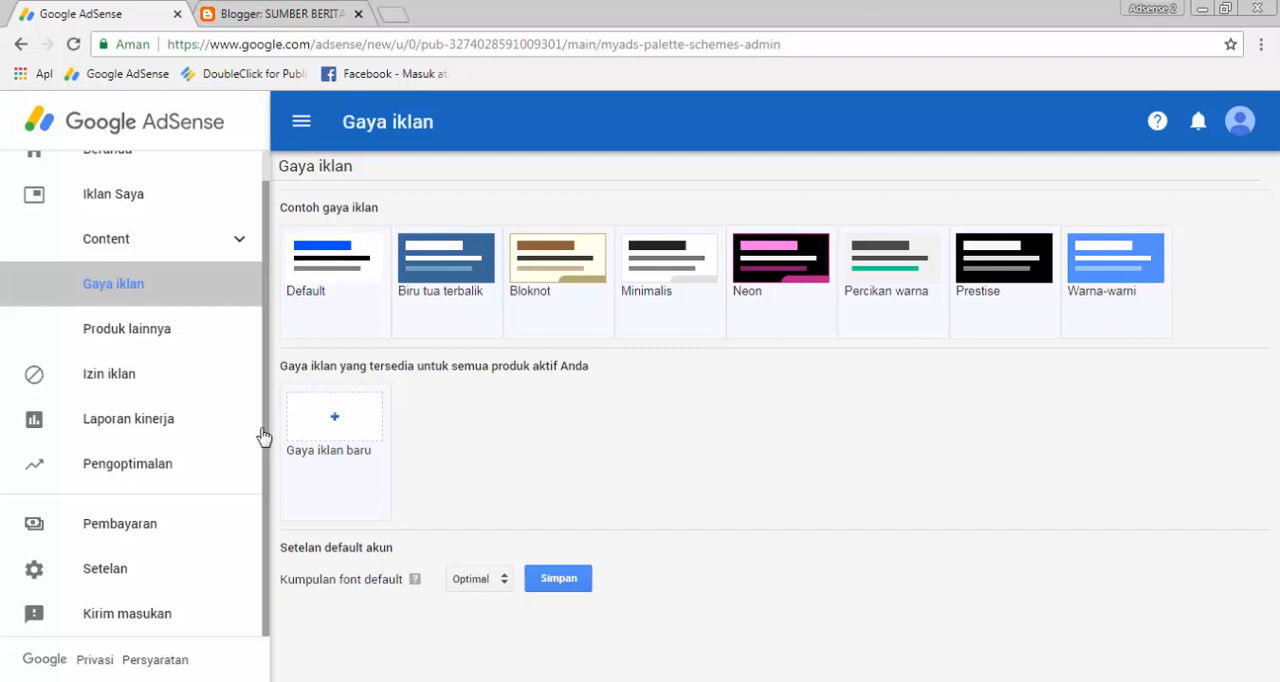 Google AdSense
Blogger: SUMBER BERITA
Adsense 2
Aman
https://www.google.com/adsense/new/u/0/pub-3274028591009301/main/myads-palette-schemes-admin
Apl
Google AdSense
DoubleClick for Publi
Facebook - Masuk at
Google AdSense
Gaya iklan
Beranda
Iklan Saya
Content
Gaya iklan
Produk lainnya
Izin iklan
Laporan kinerja
Pengoptimalan
Pembayaran
Setelan
Kirim masukan
Google Privasi Persyaratan
Gaya iklan
Contoh gaya iklan
Default
Biru tua terbalik
Bloknot
Minimalis
Neon
Percikan warna
Prestise
Warna-warni
Gaya iklan yang tersedia untuk semua produk aktif Anda
+
Gaya iklan baru
Setelan default akun
Kumpulan font default ? Optimal Simpan